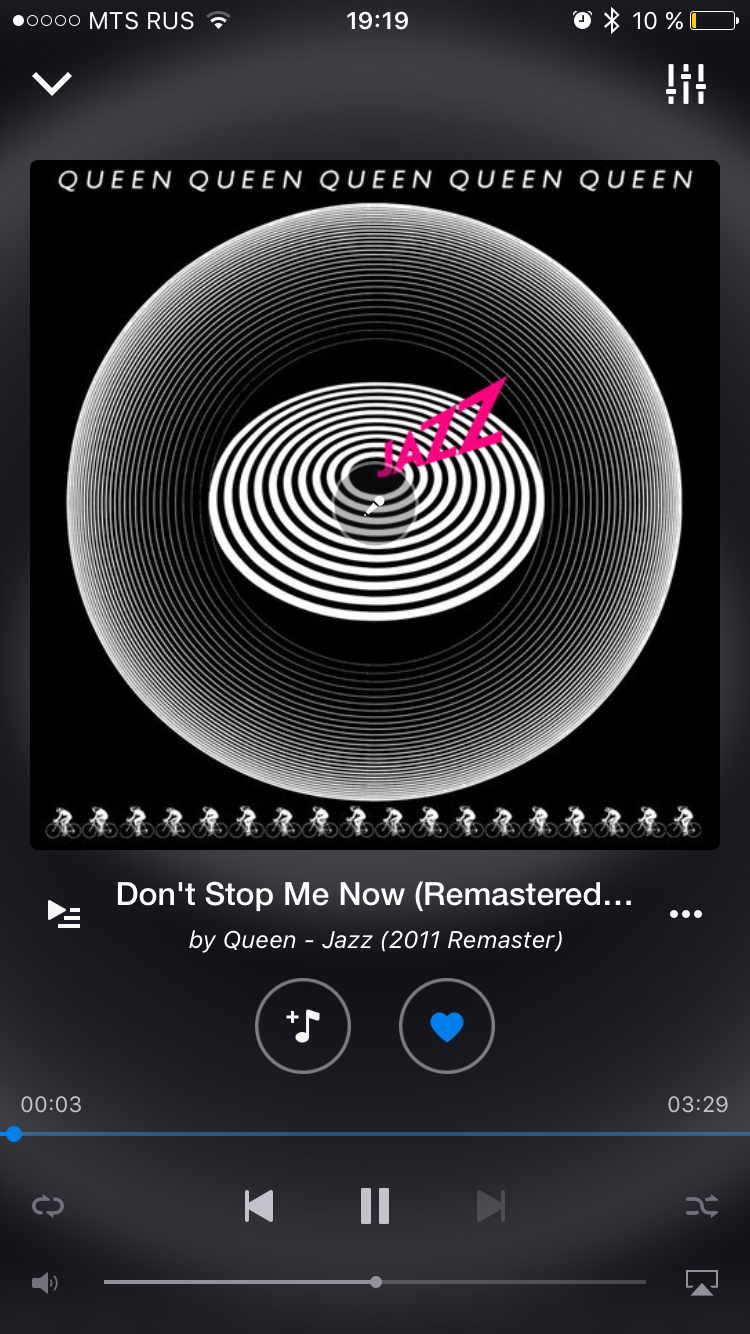 MTS RUS 19:19 10 %
QUEEN QUEEN QUEEN QUEEN QUEEN
JAZZ
Don't Stop Me Now (Remastered...
by Queen - Jazz (2011 Remaster)
00:03 03:29